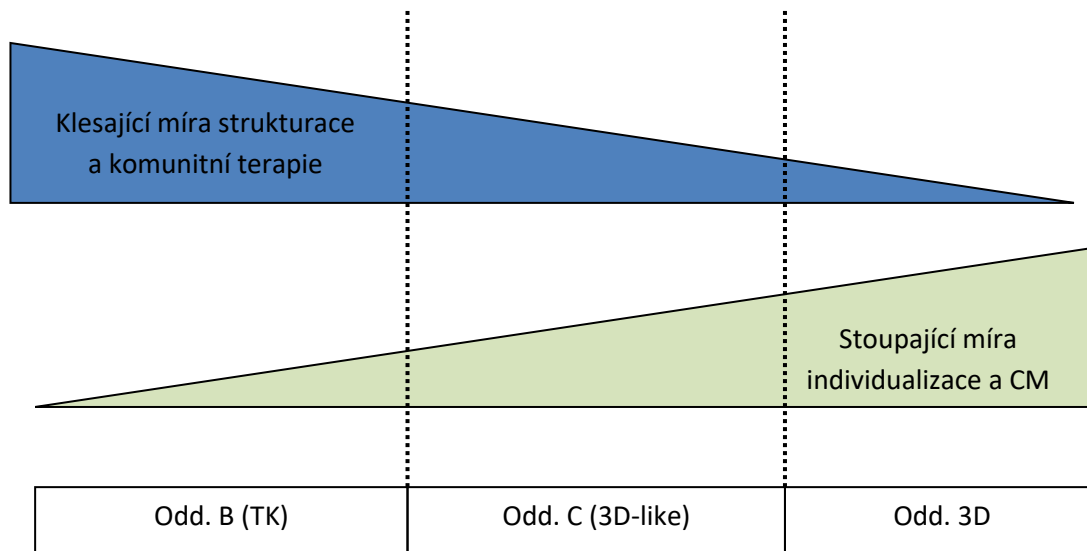 Klesající míra strukturace
a komunitní terapie
Stoupající míra
individualizace a CM
Odd. B (TK)
Odd. C (3D-like)
Odd. 3D